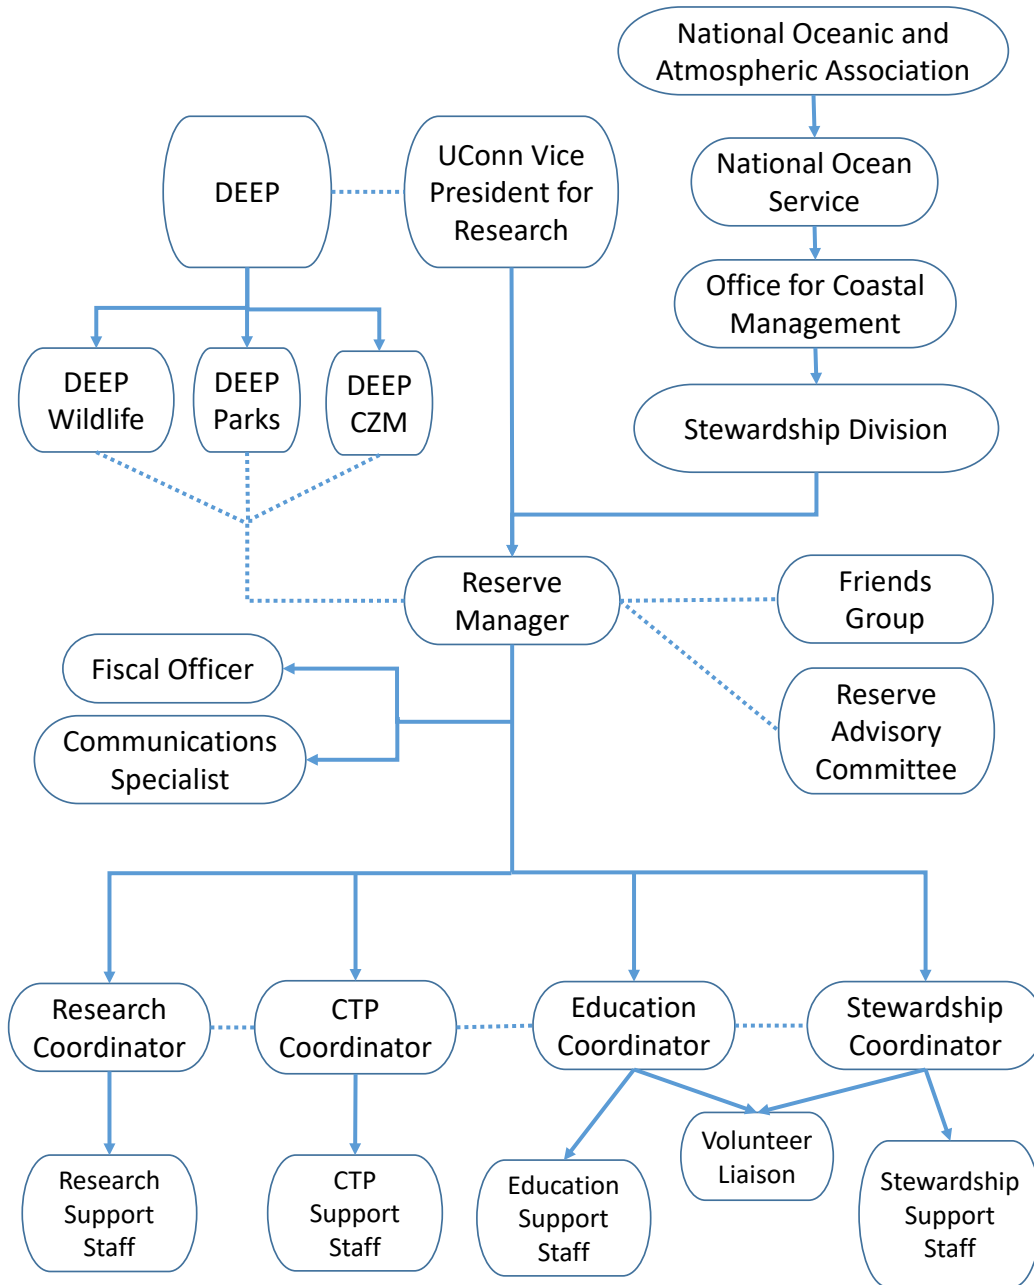 National Oceanic and
Atmospheric Association
DEEP
UConn Vice
President for
Research
National Ocean
Service
Office for Coastal
Management
DEEP
Wildlife
DEEP
Parks
DEEP
CZM
Stewardship Division
Reserve
Manager
Friends
Group
Fiscal Officer
Communications
Specialist
Reserve
Advisory
Committee
Research
Coordinator
CTP
Coordinator
Education
Coordinator
Stewardship
Coordinator
Research
Support
Staff
CTP
Support
Staff
Education
Support
Staff
Volunteer
Liaison
Stewardship
Support
Staff